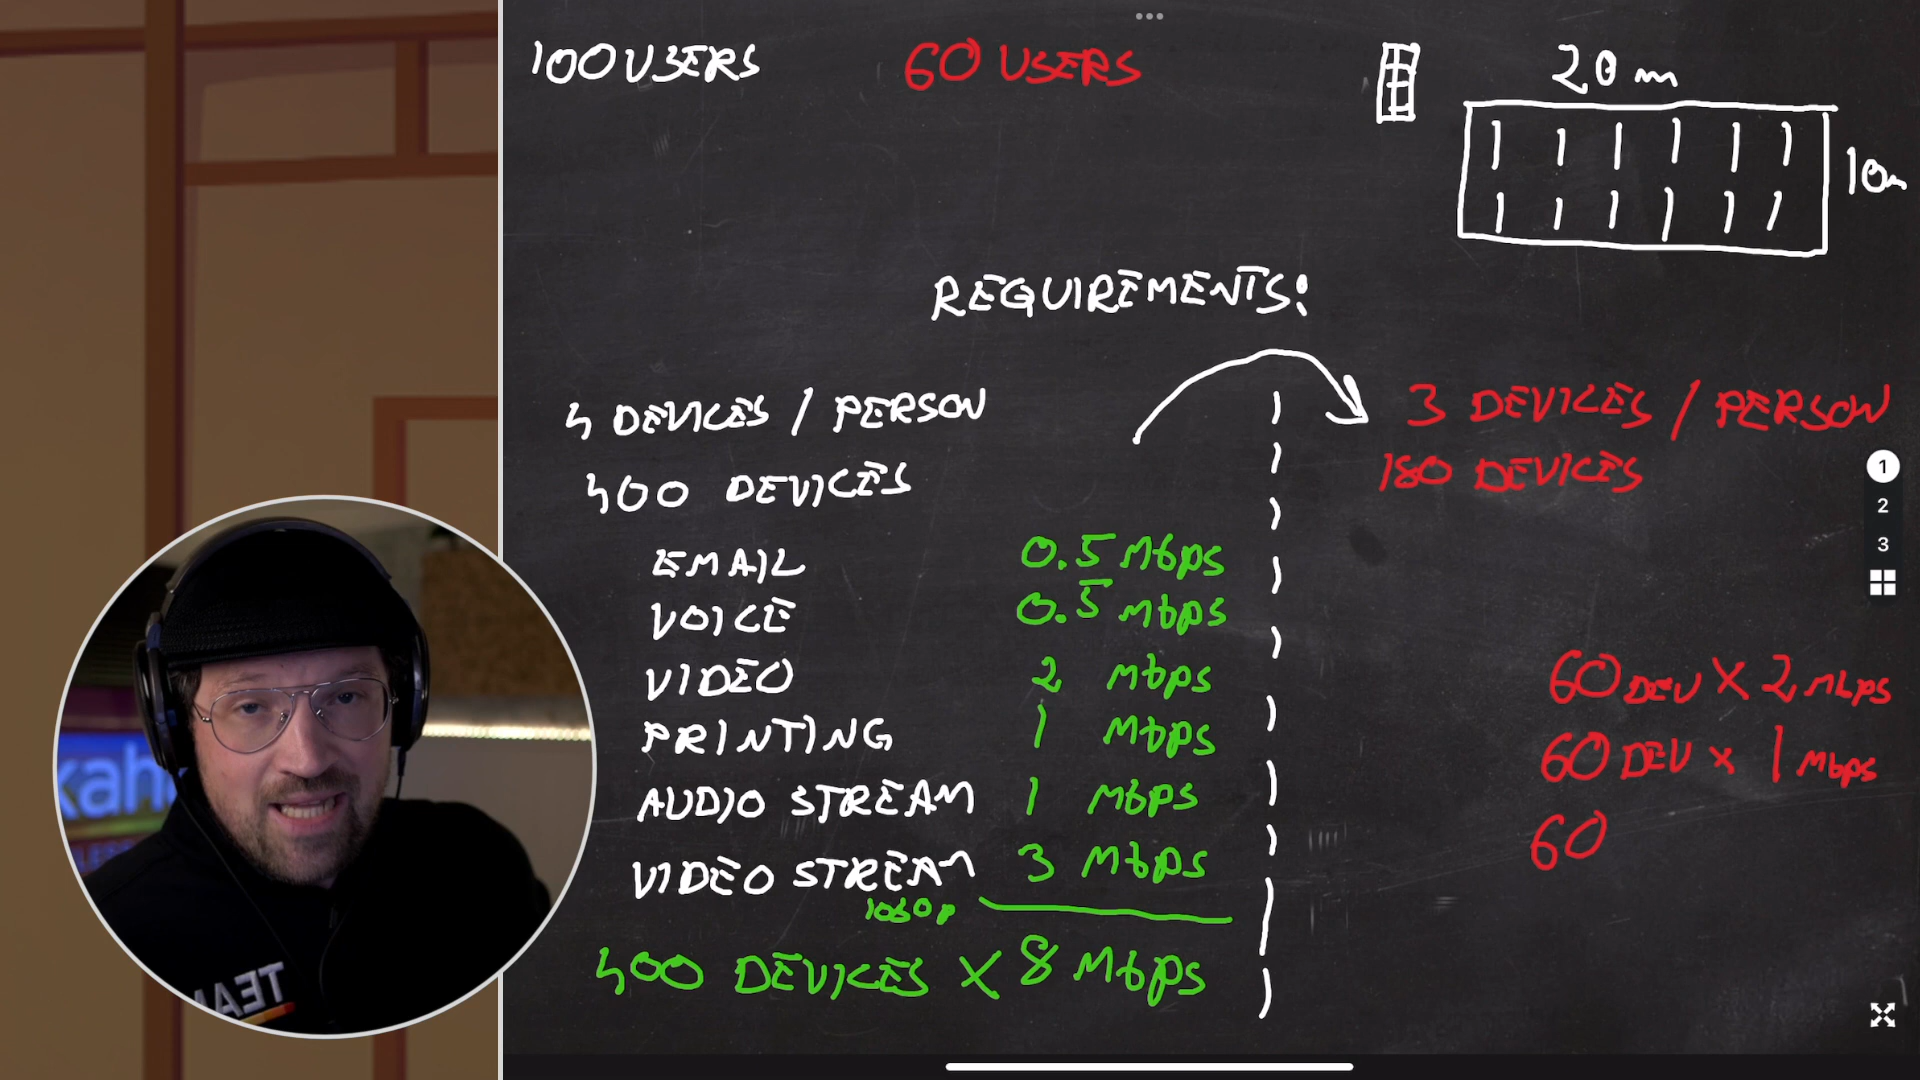 100 USERS 60 USERS
20 m
10m
REQUIREMENTS:
4 DEVICES / PERSON
400 DEVICES
3 DEVICES / PERSON
180 DEVICES
EMAIL 0.5 Mbps
VOICE 0.5 Mbps
VIDEO 2 Mbps
PRINTING 1 Mbps
AUDIO STREAM 1 Mbps
VIDEO STREAM 3 Mbps
1080p
400 DEVICES X 8 Mbps
60 DEV X 2 Mbps
60 DEV x 1 Mbps
60
1
2
3
kah
TEA